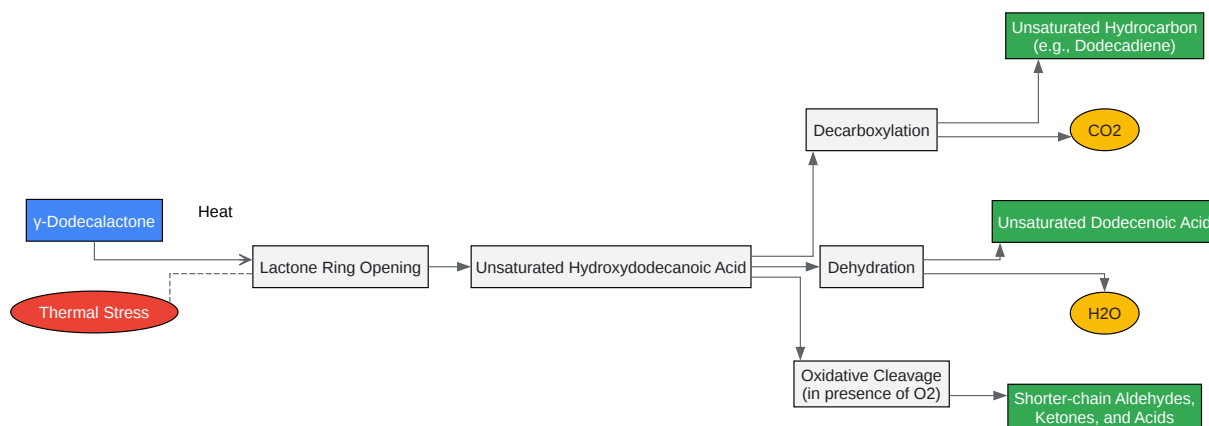 Unsaturated Hydrocarbon
(e.g., Dodecadiene)
Decarboxylation
CO2
γ-Dodecalactone
Heat
Unsaturated Dodecenoic Acid
Lactone Ring Opening
Unsaturated Hydroxydodecanoic Acid
Dehydration
Thermal Stress
H2O
Oxidative Cleavage
(in presence of O2)
Shorter-chain Aldehydes,
Ketones, and Acids